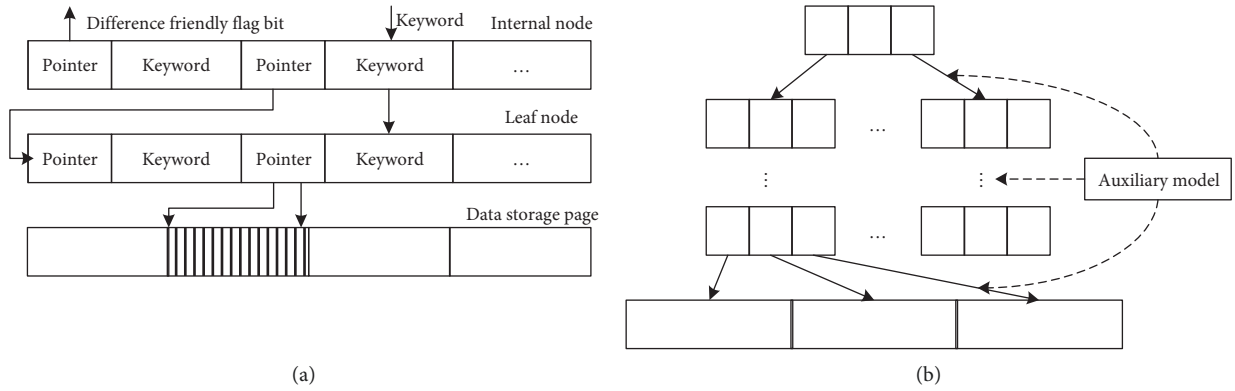 Difference friendly flag bit
Keyword
Internal node
Pointer
Keyword
Pointer
Keyword
...
Leaf node
Pointer
Keyword
Pointer
Keyword
...
Data storage page
(a)
...
⋮
⋮
Auxiliary model
...
(b)